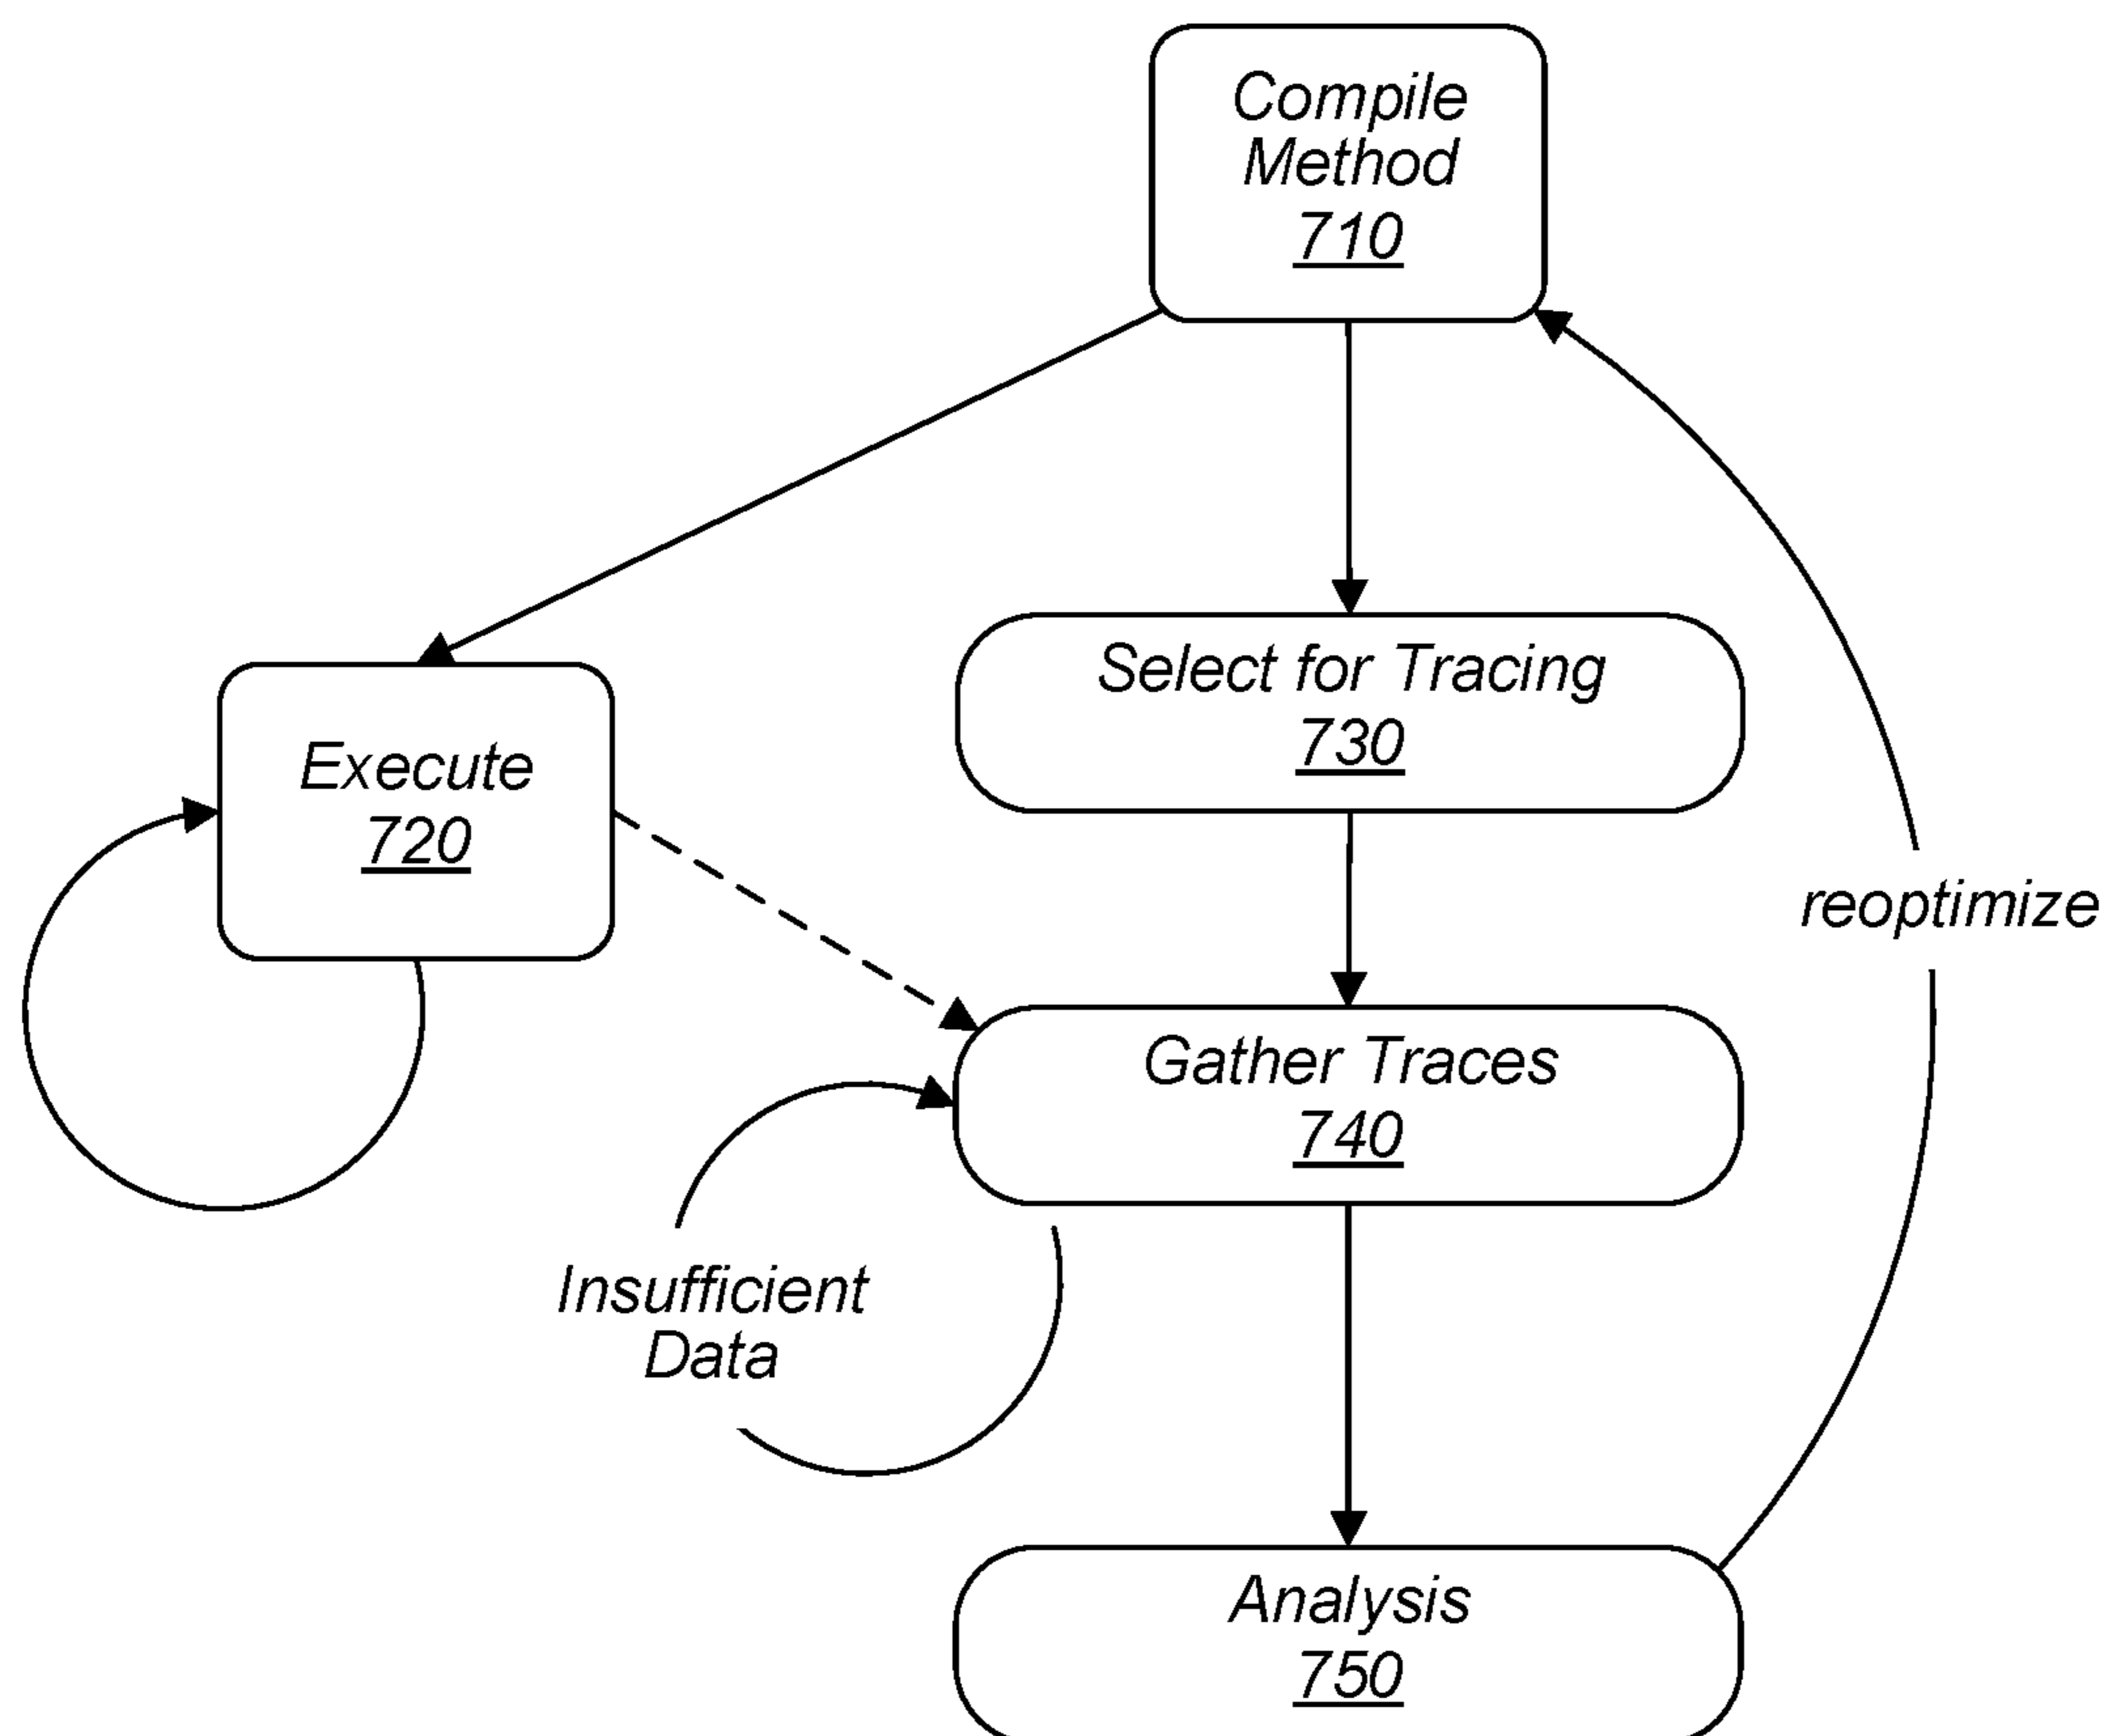 Compile
Method
710
Select for Tracing
730
Execute
720
reoptimize
Gather Traces
740
Insufficient
Data
Analysis
750